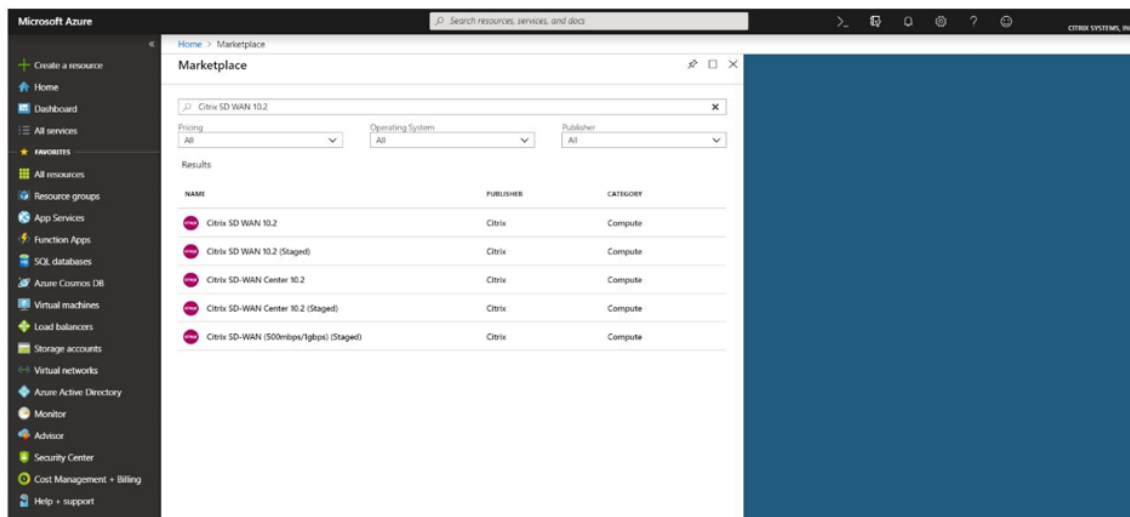 Microsoft Azure
Search resources, services, and docs
CITRIX SYSTEMS, IN
Create a resource
Home
Dashboard
All services
FAVORITES
All resources
Resource groups
App Services
Function Apps
SQL databases
Azure Cosmos DB
Virtual machines
Load balancers
Storage accounts
Virtual networks
Azure Active Directory
Monitor
Advisor
Security Center
Cost Management + Billing
Help + support
Home > Marketplace
Marketplace
Citrix SD WAN 10.2
Pricing Operating System Publisher
All All All
Results
NAME PUBLISHER CATEGORY
Citrix SD WAN 10.2 Citrix Compute
Citrix SD WAN 10.2 (Staged) Citrix Compute
Citrix SD-WAN Center 10.2 Citrix Compute
Citrix SD-WAN Center 10.2 (Staged) Citrix Compute
Citrix SD-WAN (500mbps/1gbps) (Staged) Citrix Compute